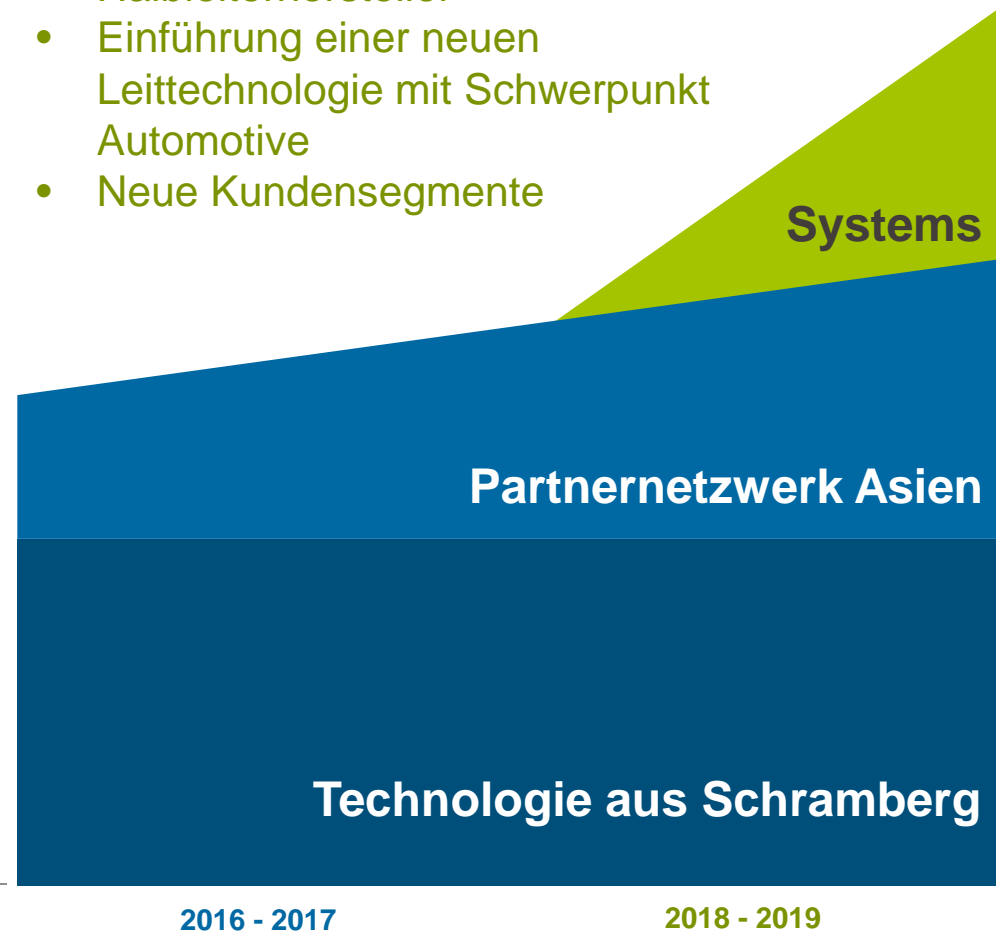 • Einführung einer neuen
Leittechnologie mit Schwerpunkt
Automotive
• Neue Kundensegmente
Systems
Partnernetzwerk Asien
Technologie aus Schramberg
2016 - 2017
2018 - 2019